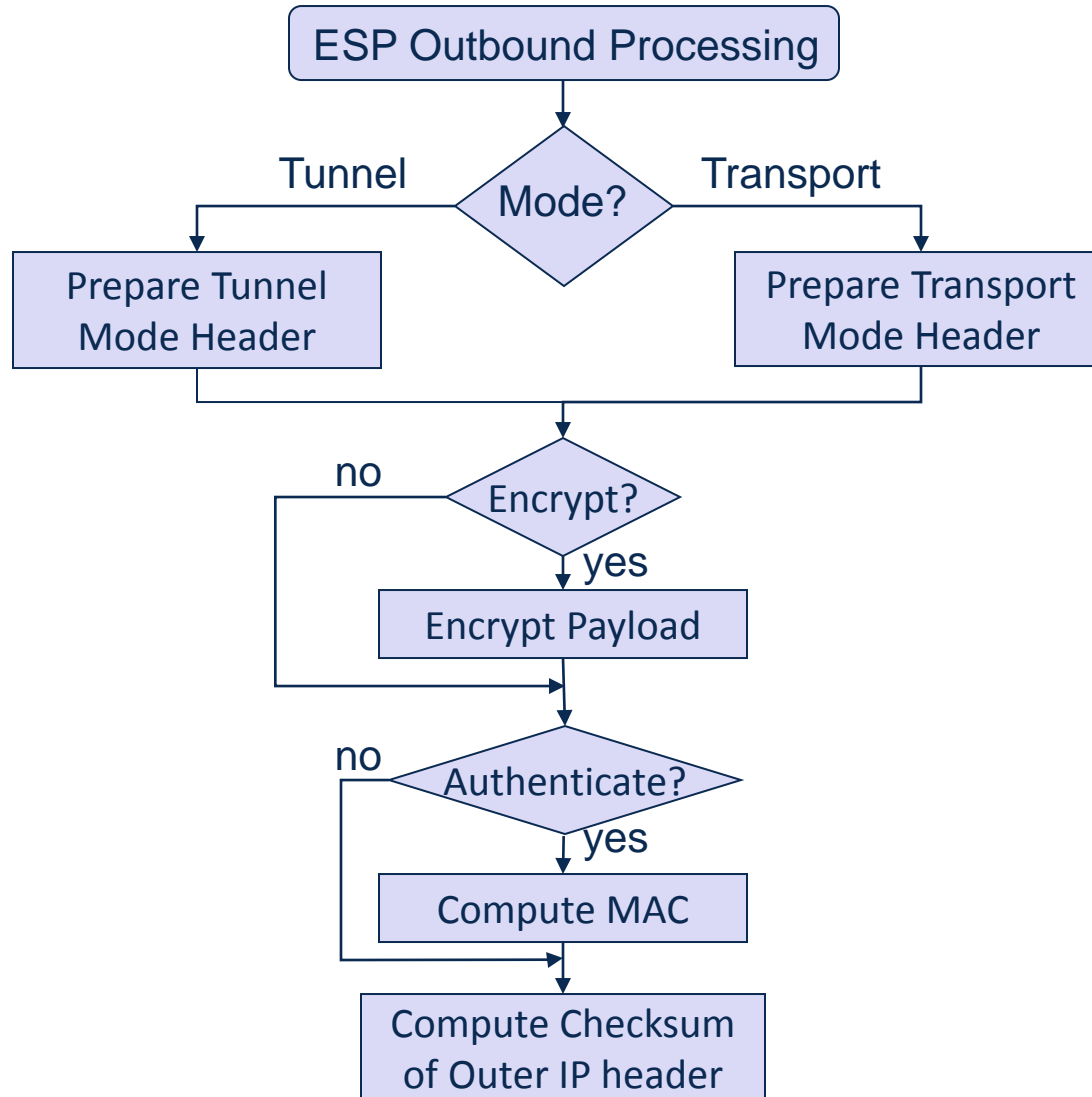 ESP Outbound Processing
Tunnel
Mode?
Transport
Prepare Tunnel
Mode Header
Prepare Transport
Mode Header
no
Encrypt?
yes
Encrypt Payload
no
Authenticate?
yes
Compute MAC
Compute Checksum
of Outer IP header